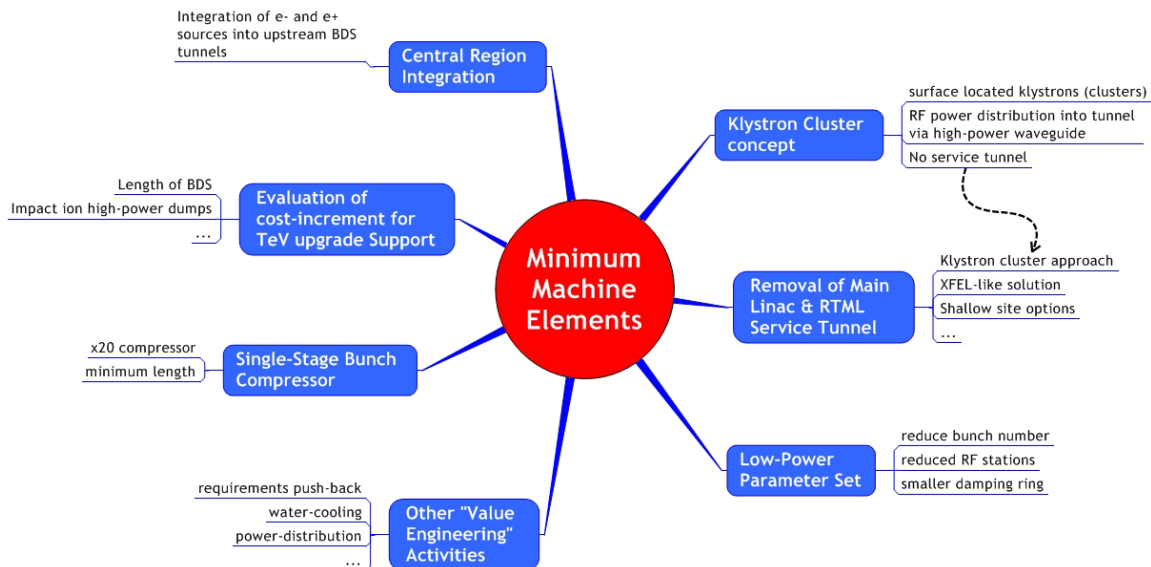 Integration of e- and e+
sources into upstream BDS
tunnels
Central Region
Integration
Klystron Cluster
concept
surface located klystrons (clusters)
RF power distribution into tunnel
via high-power waveguide
No service tunnel
Length of BDS
Impact ion high-power dumps
...
Evaluation of
cost-increment for
TeV upgrade Support
Minimum
Machine
Elements
Removal of Main
Linac & RTML
Service Tunnel
Klystron cluster approach
XFEL-like solution
Shallow site options
...
x20 compressor
minimum length
Single-Stage Bunch
Compressor
Low-Power
Parameter Set
reduce bunch number
reduced RF stations
smaller damping ring
requirements push-back
water-cooling
power-distribution
...
Other "Value
Engineering"
Activities